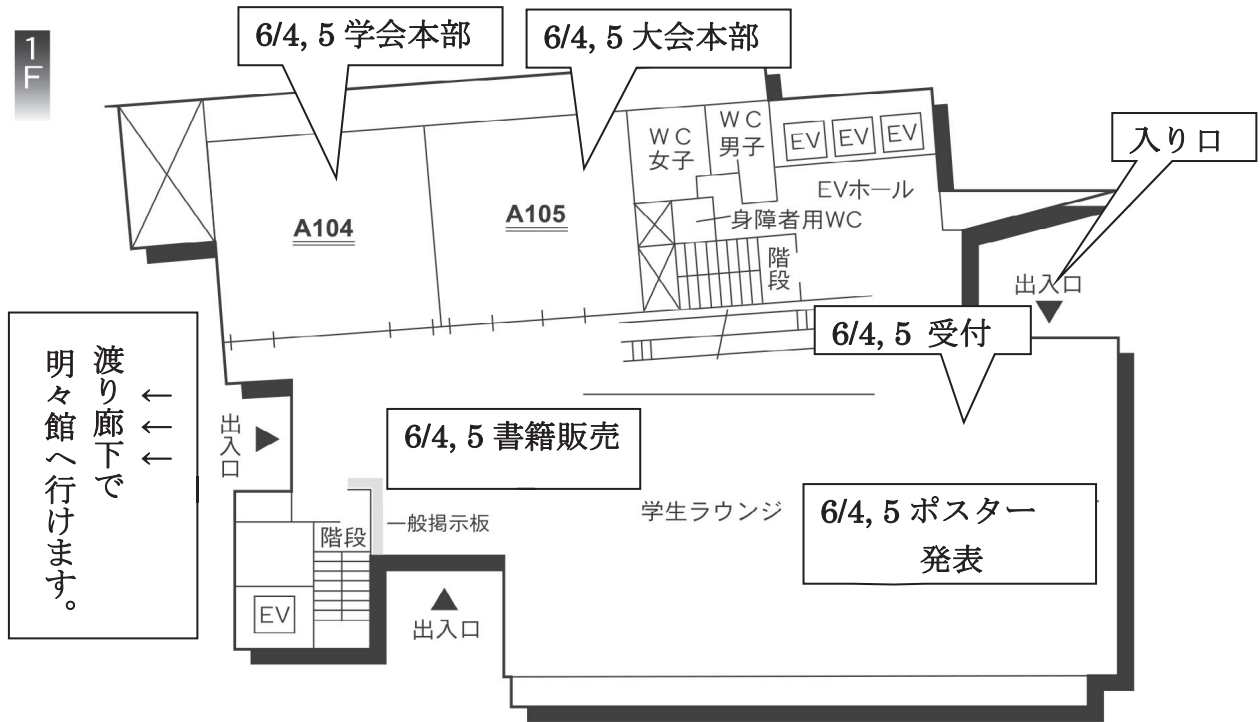 1F
6/4, 5 学会本部
6/4, 5 大会本部
入り口
WC
女子
WC
男子
EV
EV
EV
EVホール
身障者用WC
階段
A104
A105
出入口
6/4, 5 受付
渡り廊下で
明々館へ行けます。
←
←
←
出入口
6/4, 5 書籍販売
一般掲示板
学生ラウンジ
6/4, 5 ポスター
発表
階段
EV
出入口